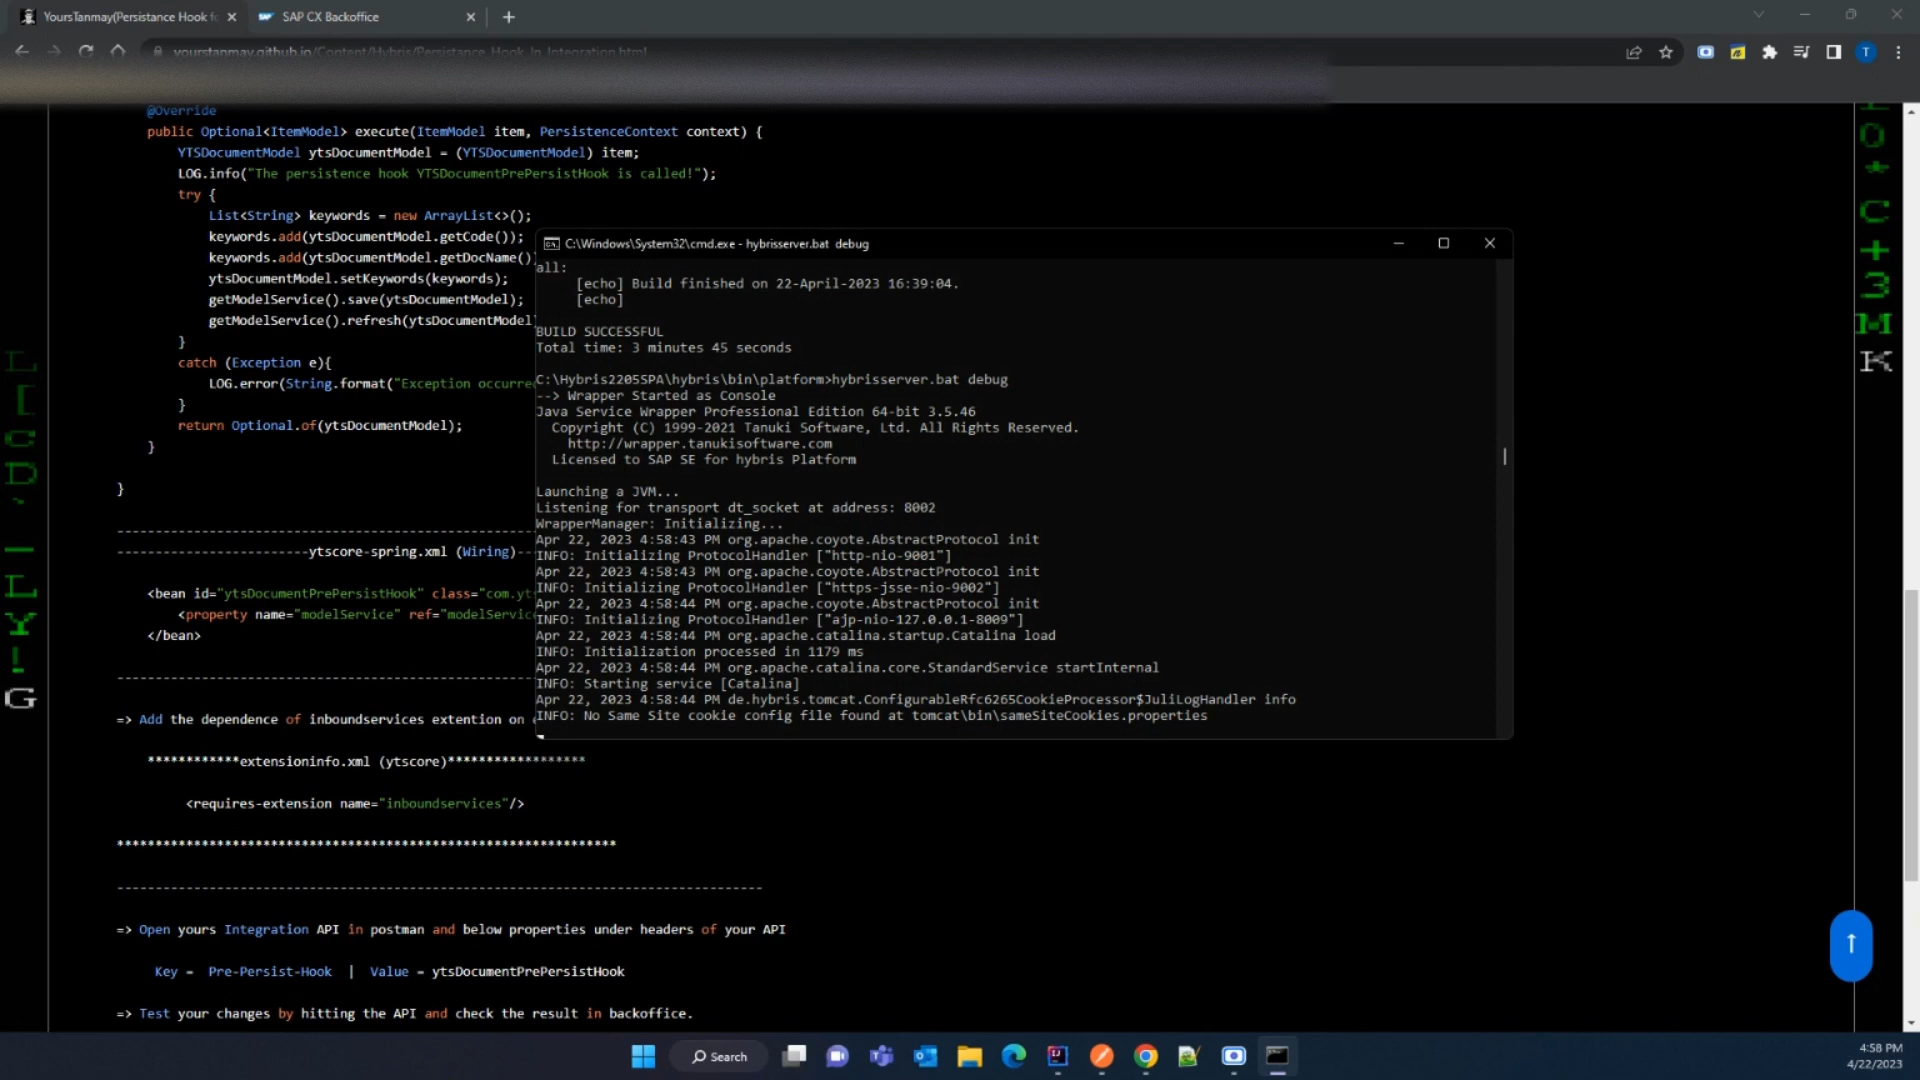 YoursTanmay(Persistance Hook fo
SAP CX Backoffice
yourstanmay.github.io/Content/Hybris/Persistance_Hook_In_Integration.html
T
@Override
public Optional<ItemModel> execute(ItemModel item, PersistenceContext context) {
YTSDocumentModel ytsDocumentModel = (YTSDocumentModel) item;
LOG.info("The persistence hook YTSDocumentPrePersistHook is called!");
try {
List<String> keywords = new ArrayList<>();
keywords.add(ytsDocumentModel.getCode());
keywords.add(ytsDocumentModel.getDocName()
ytsDocumentModel.setKeywords(keywords);
getModelService().save(ytsDocumentModel);
getModelService().refresh(ytsDocumentModel
}
catch (Exception e){
LOG.error(String.format("Exception occurre
}
return Optional.of(ytsDocumentModel);
}
}
------------------------------------------------------
-------------------------ytscore-spring.xml (Wiring)--
<bean id="ytsDocumentPrePersistHook" class="com.yt
<property name="modelService" ref="modelServic
</bean>
------------------------------------------------------
=> Add the dependence of inboundservices extention on
************extensioninfo.xml (ytscore)******************
<requires-extension name="inboundservices"/>
*****************************************************************
------------------------------------------------------------------------------------
=> Open yours Integration API in postman and below properties under headers of your API
Key = Pre-Persist-Hook | Value = ytsDocumentPrePersistHook
=> Test your changes by hitting the API and check the result in backoffice.
C:\Windows\System32\cmd.exe - hybrisserver.bat debug
all:
[echo] Build finished on 22-April-2023 16:39:04.
[echo]
BUILD SUCCESSFUL
Total time: 3 minutes 45 seconds
C:\Hybris2205SPA\hybris\bin\platform>hybrisserver.bat debug
--> Wrapper Started as Console
Java Service Wrapper Professional Edition 64-bit 3.5.46
Copyright (C) 1999-2021 Tanuki Software, Ltd. All Rights Reserved.
http://wrapper.tanukisoftware.com
Licensed to SAP SE for hybris Platform
Launching a JVM...
Listening for transport dt_socket at address: 8002
WrapperManager: Initializing...
Apr 22, 2023 4:58:43 PM org.apache.coyote.AbstractProtocol init
INFO: Initializing ProtocolHandler ["http-nio-9001"]
Apr 22, 2023 4:58:43 PM org.apache.coyote.AbstractProtocol init
INFO: Initializing ProtocolHandler ["https-jsse-nio-9002"]
Apr 22, 2023 4:58:44 PM org.apache.coyote.AbstractProtocol init
INFO: Initializing ProtocolHandler ["ajp-nio-127.0.0.1-8009"]
Apr 22, 2023 4:58:44 PM org.apache.catalina.startup.Catalina load
INFO: Initialization processed in 1179 ms
Apr 22, 2023 4:58:44 PM org.apache.catalina.core.StandardService startInternal
INFO: Starting service [Catalina]
Apr 22, 2023 4:58:44 PM de.hybris.tomcat.ConfigurableRfc6265CookieProcessor$JuliLogHandler info
INFO: No Same Site cookie config file found at tomcat\bin\sameSiteCookies.properties
Search
4:58 PM
4/22/2023